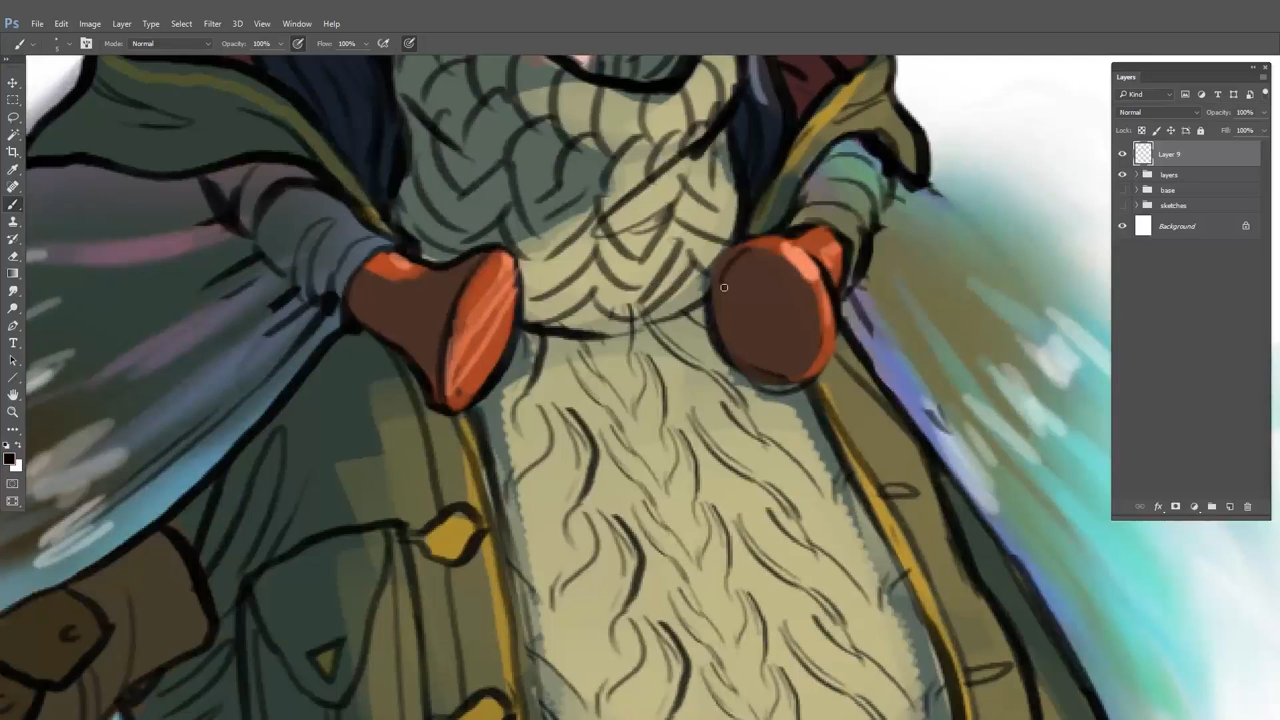 Ps File Edit Image Layer Type Select Filter 3D View Window Help
5 Mode: Normal Opacity: 100% Flow: 100%
Layers
Kind
Normal Opacity: 100%
Lock: Fill: 100%
Layer 9
layers
base
sketches
Background